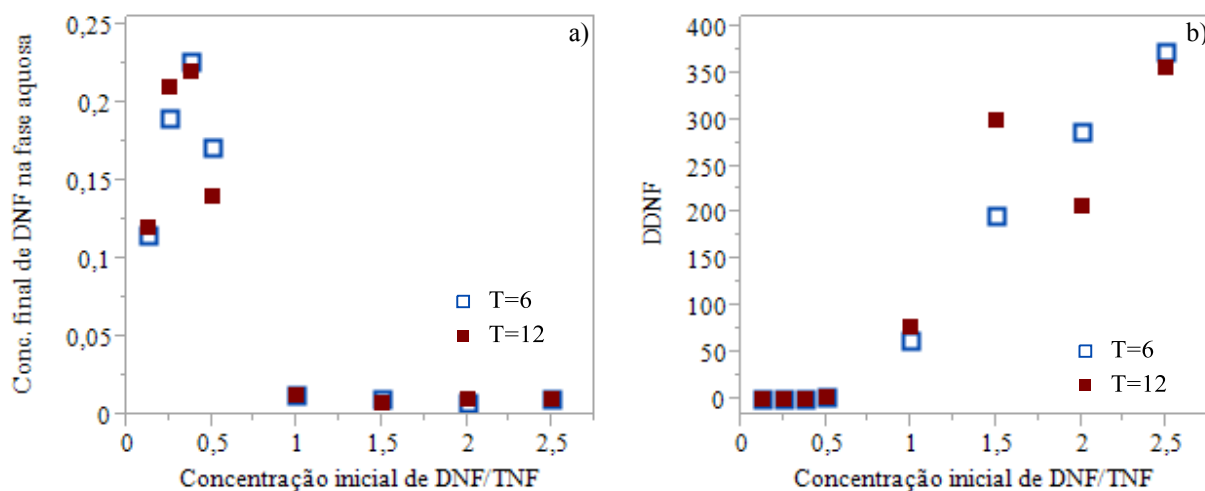 a)
Conc. final de DNF na fase aquosa
0,25
0,2
0,15
0,1
0,05
0
T=6
T=12
0
0,5
1
1,5
2
2,5
Concentração inicial de DNF/TNF
b)
DDNF
400
350
300
250
200
150
100
50
0
T=6
T=12
0
0,5
1
1,5
2
2,5
Concentração inicial de DNF/TNF